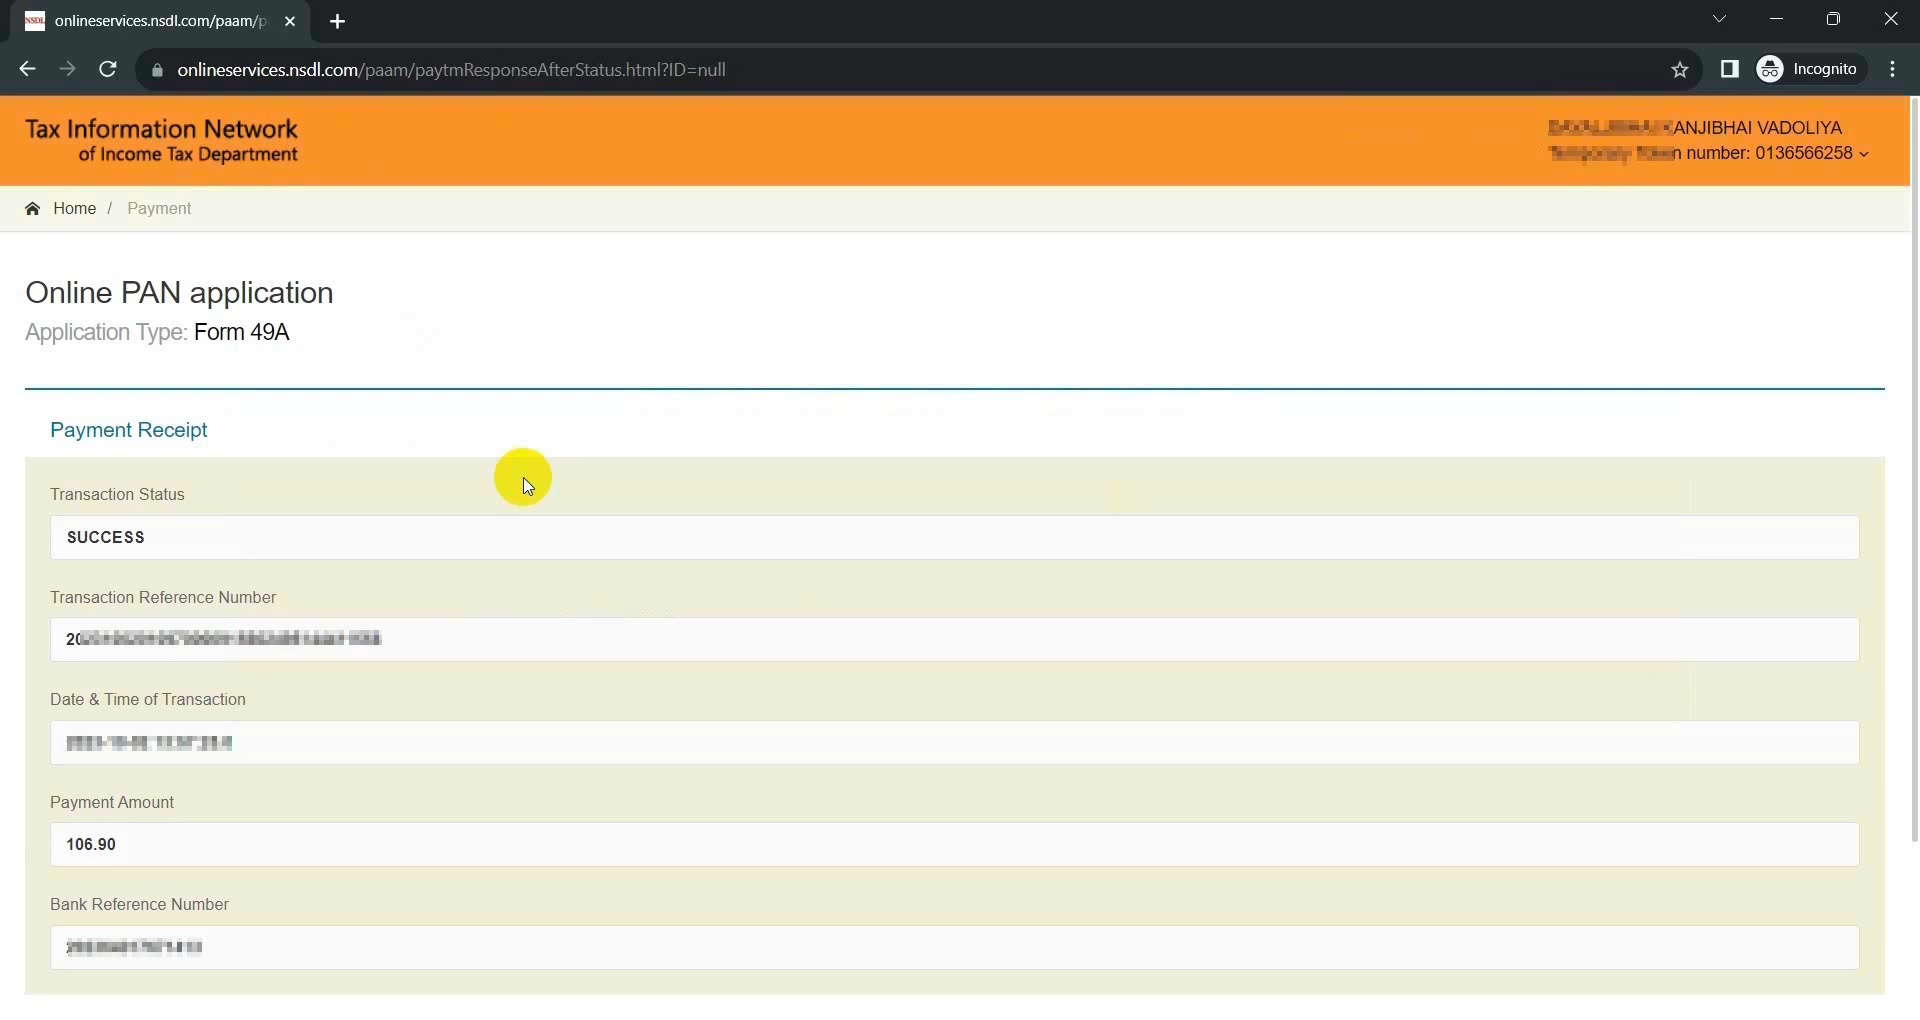 onlineservices.nsdl.com/paam/p
onlineservices.nsdl.com/paam/paytmResponseAfterStatus.html?ID=null
Incognito
Tax Information Network
of Income Tax Department
ANJIBHAI VADOLIYA
number: 0136566258
Home / Payment
Online PAN application
Application Type: Form 49A
Payment Receipt
Transaction Status
SUCCESS
Transaction Reference Number
Date & Time of Transaction
Payment Amount
106.90
Bank Reference Number